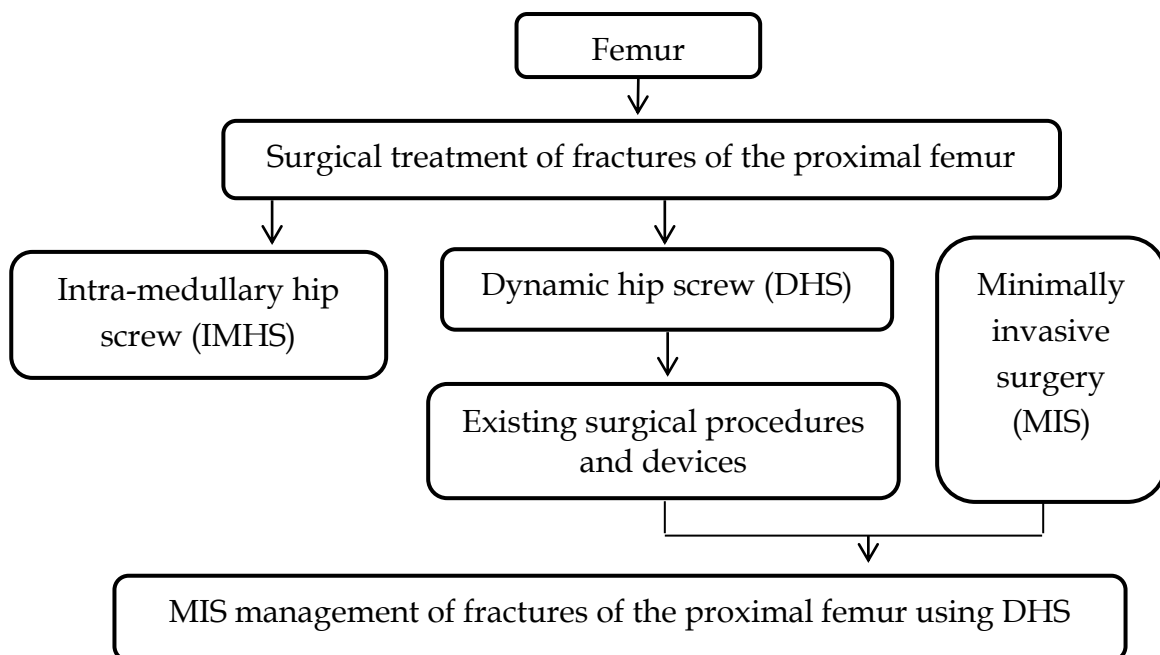 Femur
Surgical treatment of fractures of the proximal femur
Intra-medullary hip
screw (IMHS)
Dynamic hip screw (DHS)
Minimally
invasive
surgery
(MIS)
Existing surgical procedures
and devices
MIS management of fractures of the proximal femur using DHS